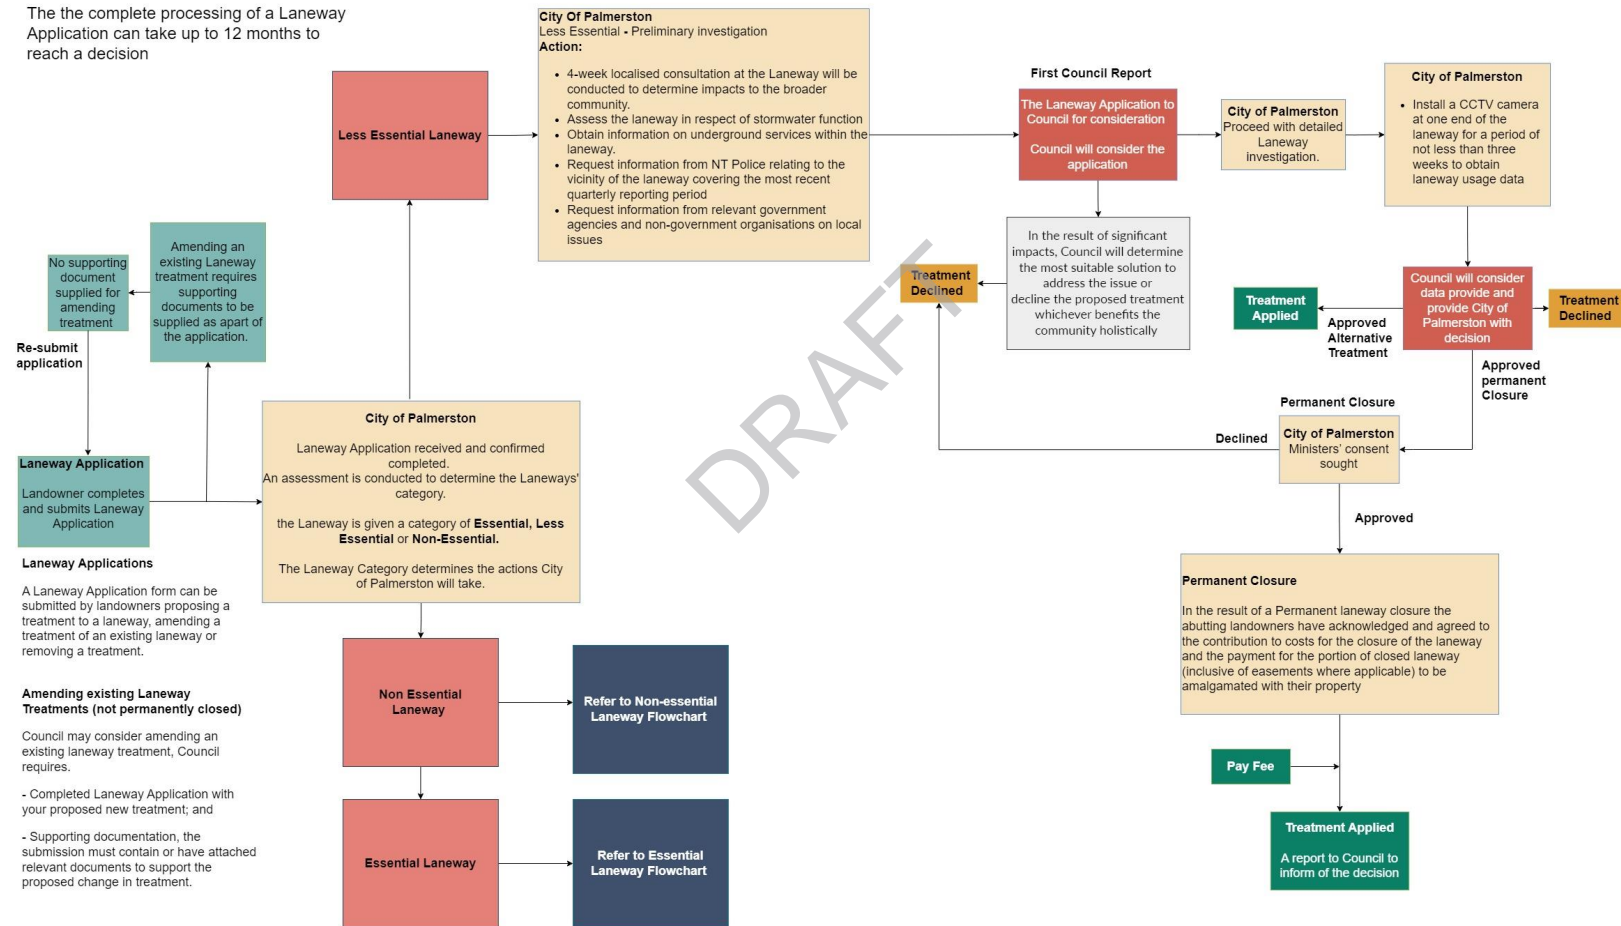 The the complete processing of a Laneway
Application can take up to 12 months to
reach a decision
Less Essential Laneway
City Of Palmerston
Less Essential - Preliminary investigation
Action:
• 4-week localised consultation at the Laneway will be
conducted to determine impacts to the broader
community.
• Assess the laneway in respect of stormwater function
• Obtain information on underground services within the
laneway.
• Request information from NT Police relating to the
vicinity of the laneway covering the most recent
quarterly reporting period
• Request information from relevant government
agencies and non-government organisations on local
issues
First Council Report
The Laneway Application to
Council for consideration
Council will consider the
application
City of Palmerston
Proceed with detailed
Laneway
investigation.
City of Palmerston
• Install a CCTV camera
at one end of the
laneway for a period of
not less than three
weeks to obtain
laneway usage data
In the result of significant
impacts, Council will determine
the most suitable solution to
address the issue or
decline the proposed treatment
whichever benefits the
community holistically
Treatment
Declined
Treatment
Applied
Approved
Alternative
Treatment
Council will consider
data provide and
provide City of
Palmerston with
decision
Treatment
Declined
Approved
permanent
Closure
No supporting
document
supplied for
amending
treatment
Amending an
existing Laneway
treatment requires
supporting
documents to be
supplied as apart of
the application.
Re-submit
application
Laneway Application
Landowner completes
and submits Laneway
Application
City of Palmerston
Laneway Application received and confirmed
completed.
An assessment is conducted to determine the Laneways'
category.
the Laneway is given a category of Essential, Less
Essential or Non-Essential.
The Laneway Category determines the actions City
of Palmerston will take.
DRAFT
Permanent Closure
City of Palmerston
Ministers' consent
sought
Declined
Approved
Permanent Closure
In the result of a Permanent laneway closure the
abutting landowners have acknowledged and agreed to
the contribution to costs for the closure of the laneway
and the payment for the portion of closed laneway
(inclusive of easements where applicable) to be
amalgamated with their property
Pay Fee
Treatment Applied
A report to Council to
inform of the decision
Laneway Applications
A Laneway Application form can be
submitted by landowners proposing a
treatment to a laneway, amending a
treatment of an existing laneway or
removing a treatment.
Amending existing Laneway
Treatments (not permanently closed)
Council may consider amending an
existing laneway treatment, Council
requires.
- Completed Laneway Application with
your proposed new treatment; and
- Supporting documentation, the
submission must contain or have attached
relevant documents to support the
proposed change in treatment.
Non Essential
Laneway
Refer to Non-essential
Laneway Flowchart
Essential Laneway
Refer to Essential
Laneway Flowchart